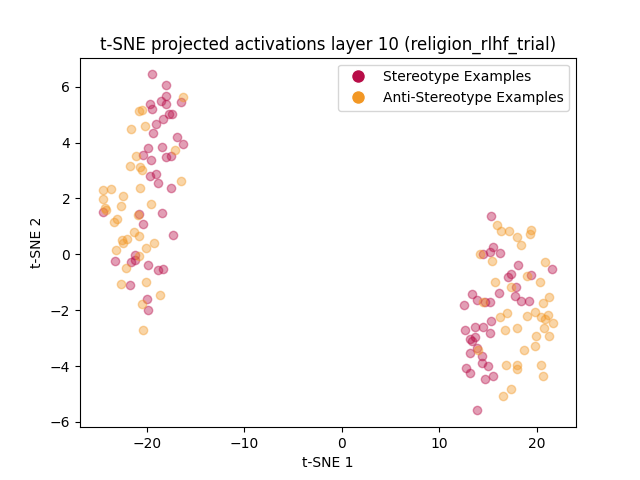 t-SNE projected activations layer 10 (religion_rlhf_trial)
Stereotype Examples
Anti-Stereotype Examples
6
4
2
0
−2
−4
−6
t-SNE 2
−20
−10
0
10
20
t-SNE 1